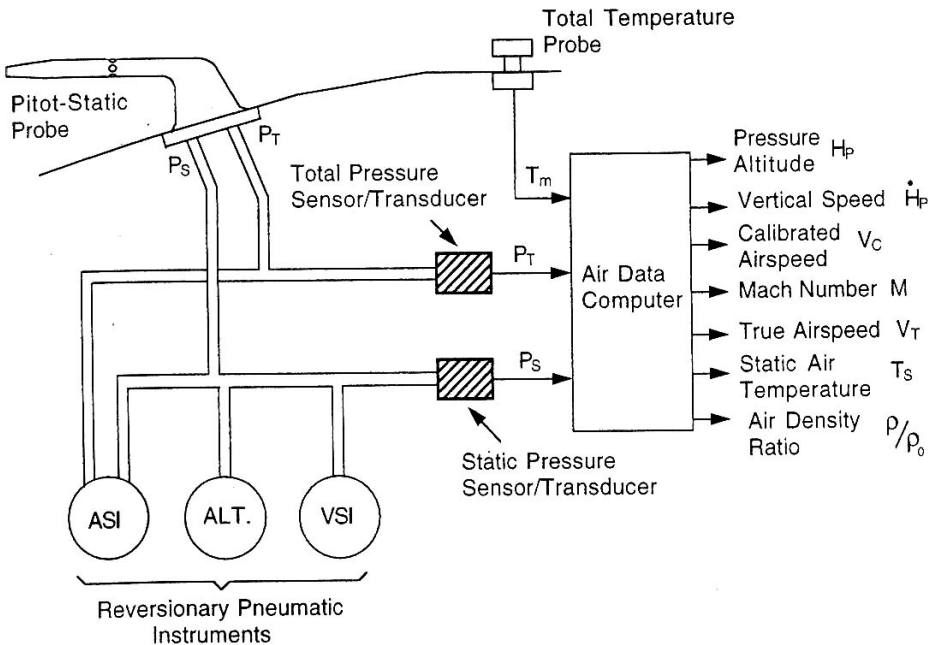 Total Temperature
Probe
Pitot-Static
Probe
P_T
P_S
Total Pressure
Sensor/Transducer
T_m
P_T
Air Data
Computer
P_S
Static Pressure
Sensor/Transducer
Pressure
Altitude H_P
Vertical Speed Ḣ_P
Calibrated
Airspeed V_C
Mach Number M
True Airspeed V_T
Static Air
Temperature T_S
Air Density
Ratio ρ/ρ_0
ASI
ALT.
VSI
Reversionary Pneumatic
Instruments